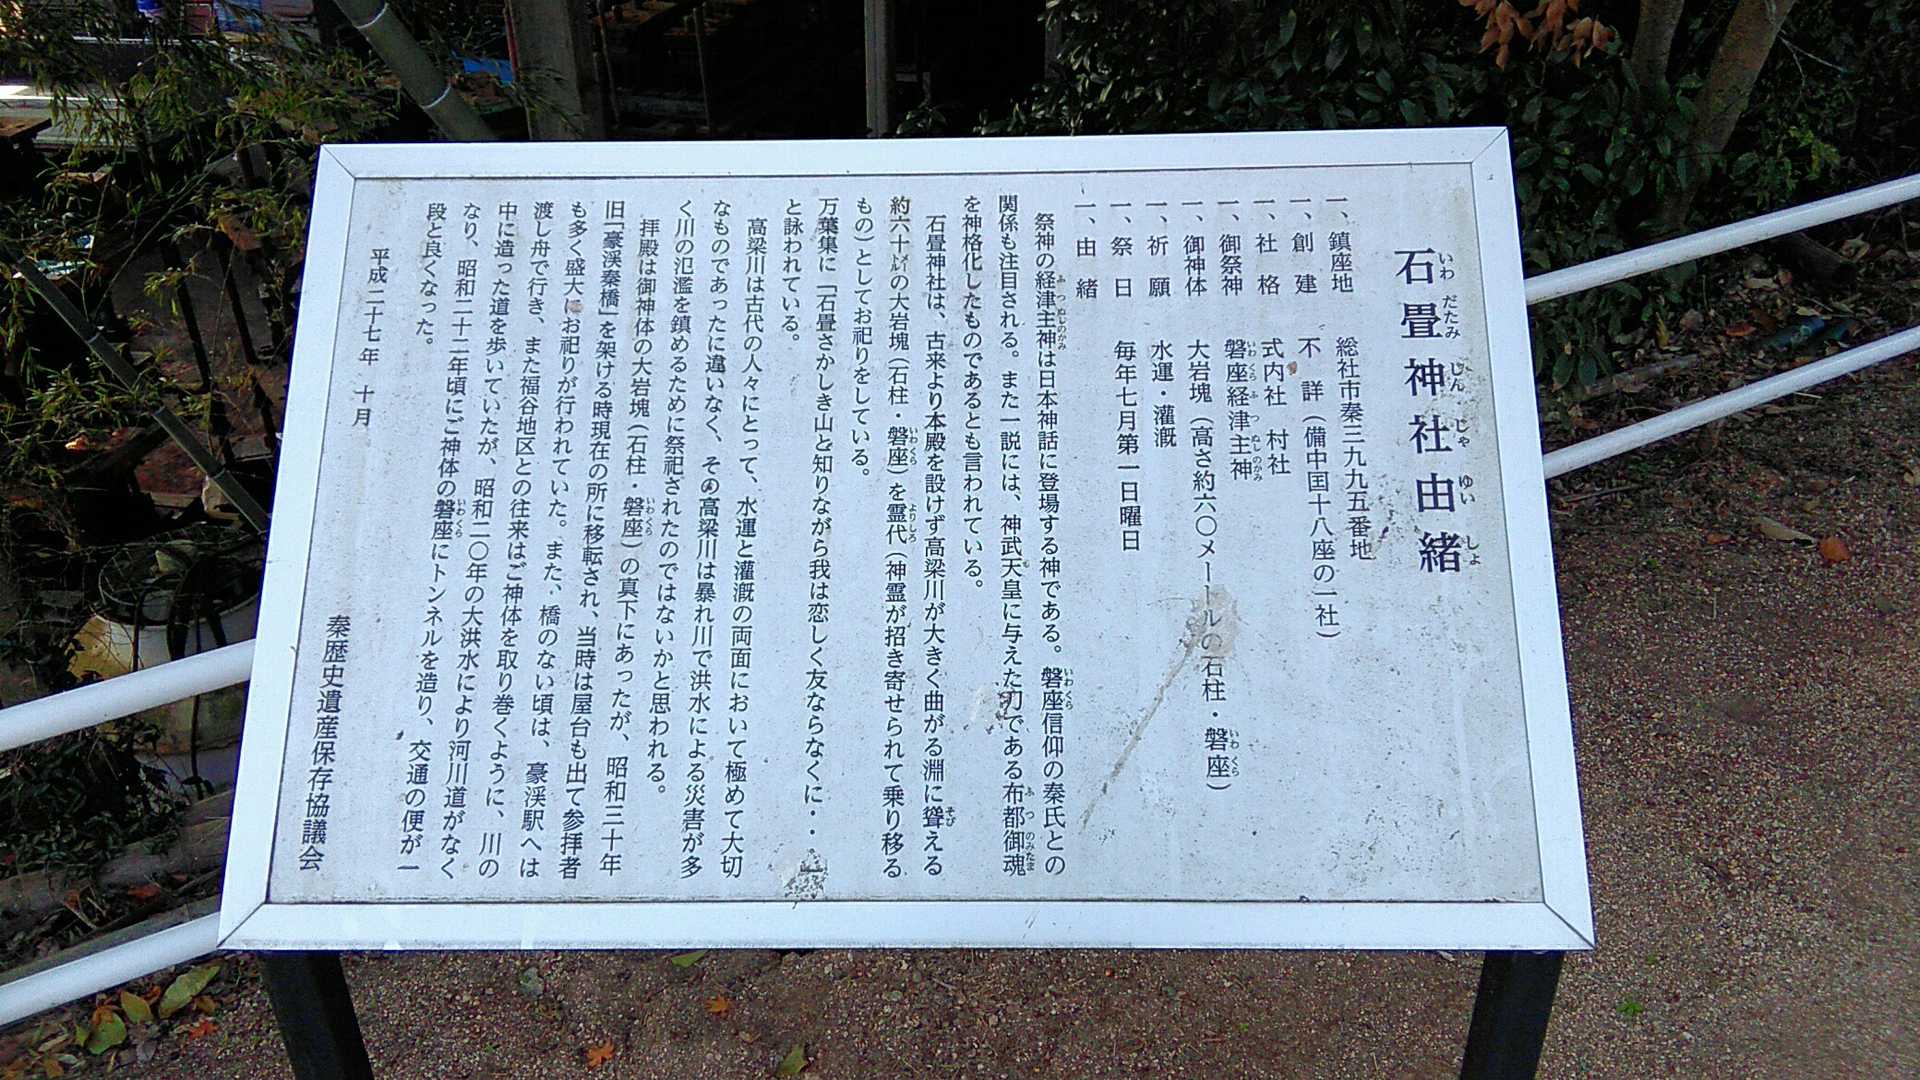 石畳神社由緒
一、鎮座地　総社市秦三九九五番地
一、創　建　不　詳（備中国十八座の一社）
一、社　格　式内社　村社
一、御祭神　磐座経津主神
一、御神体　大岩塊（高さ約六〇メートルの石柱・磐座）
一、祈　願　水運・灌漑
一、祭　日　毎年七月第一日曜日
一、由　緒
祭神の経津主神は日本神話に登場する神である。磐座信仰の秦氏との
関係も注目される。また一説には、神武天皇に与えた刀である布都御魂
を神格化したものであるとも言われている。
石畳神社は、古来より本殿を設けず高梁川が大きく曲がる淵に聳える
約六十㍍の大岩塊（石柱・磐座）を霊代（神霊が招き寄せられて乗り移る
もの）としてお祀りをしている。
万葉集に「石畳さかしき山と知りながら我は恋しく友ならなくに・・・」
と詠われている。
高梁川は古代の人々にとって、水運と灌漑の両面において極めて大切
なものであったに違いなく、その高梁川は暴れ川で洪水による災害が多
く川の氾濫を鎮めるために祭祀されたのではないかと思われる。
拝殿は御神体の大岩塊（石柱・磐座）の真下にあったが、昭和三十年
旧「豪渓秦橋」を架ける時現在の所に移転され、当時は屋台も出て参拝者
も多く盛大にお祀りが行われていた。また、橋のない頃は、豪渓駅へは
渡し舟で行き、また福谷地区との往来はご神体を取り巻くように、川の
中に造った道を歩いていたが、昭和二〇年の大洪水により河川道がなく
なり、昭和二十二年頃にご神体の磐座にトンネルを造り、交通の便が一
段と良くなった。
平成二十七年　十月
秦歴史遺産保存協議会